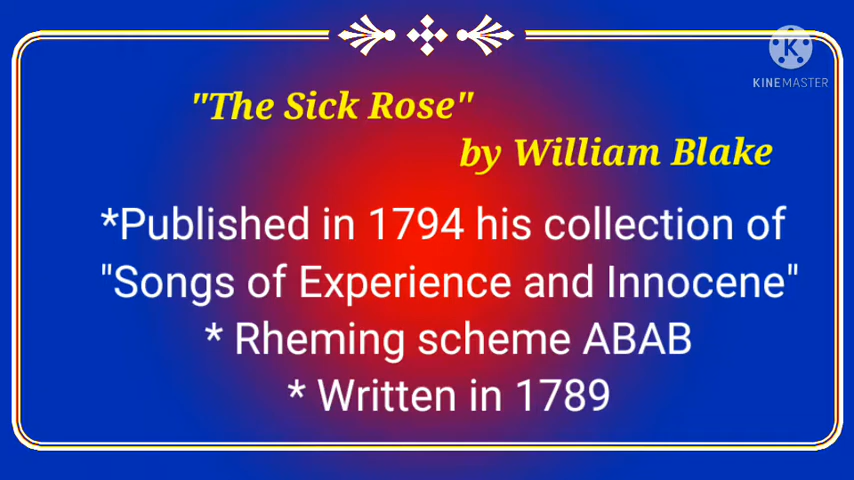 "The Sick Rose"
by William Blake
K
KINEMASTER
*Published in 1794 his collection of
"Songs of Experience and Innocene"
* Rheming scheme ABAB
* Written in 1789